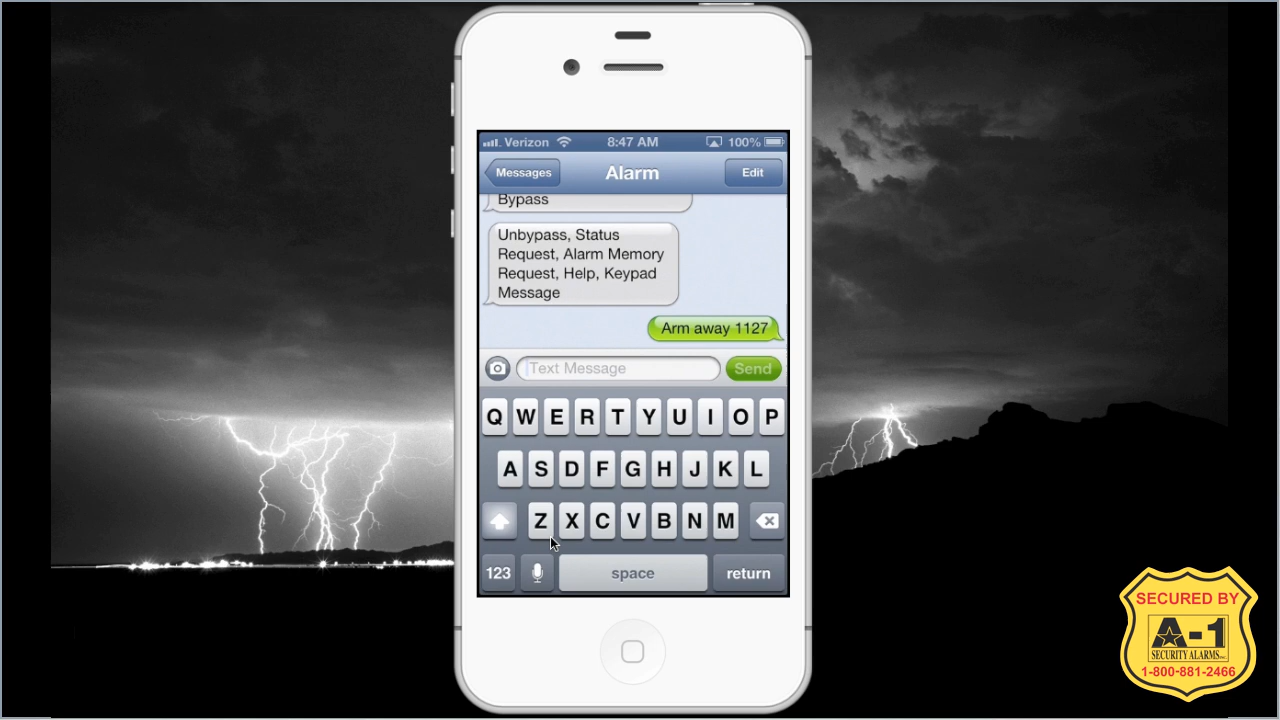 Verizon 8:47 AM 100%
Messages Alarm Edit
Bypass
Unbypass, Status
Request, Alarm Memory
Request, Help, Keypad
Message
Arm away 1127
Text Message Send
Q W E R T Y U I O P
A S D F G H J K L
Z X C V B N M
123 space return
SECURED BY
A-1
SECURITY ALARMS, INC.
1-800-881-2466